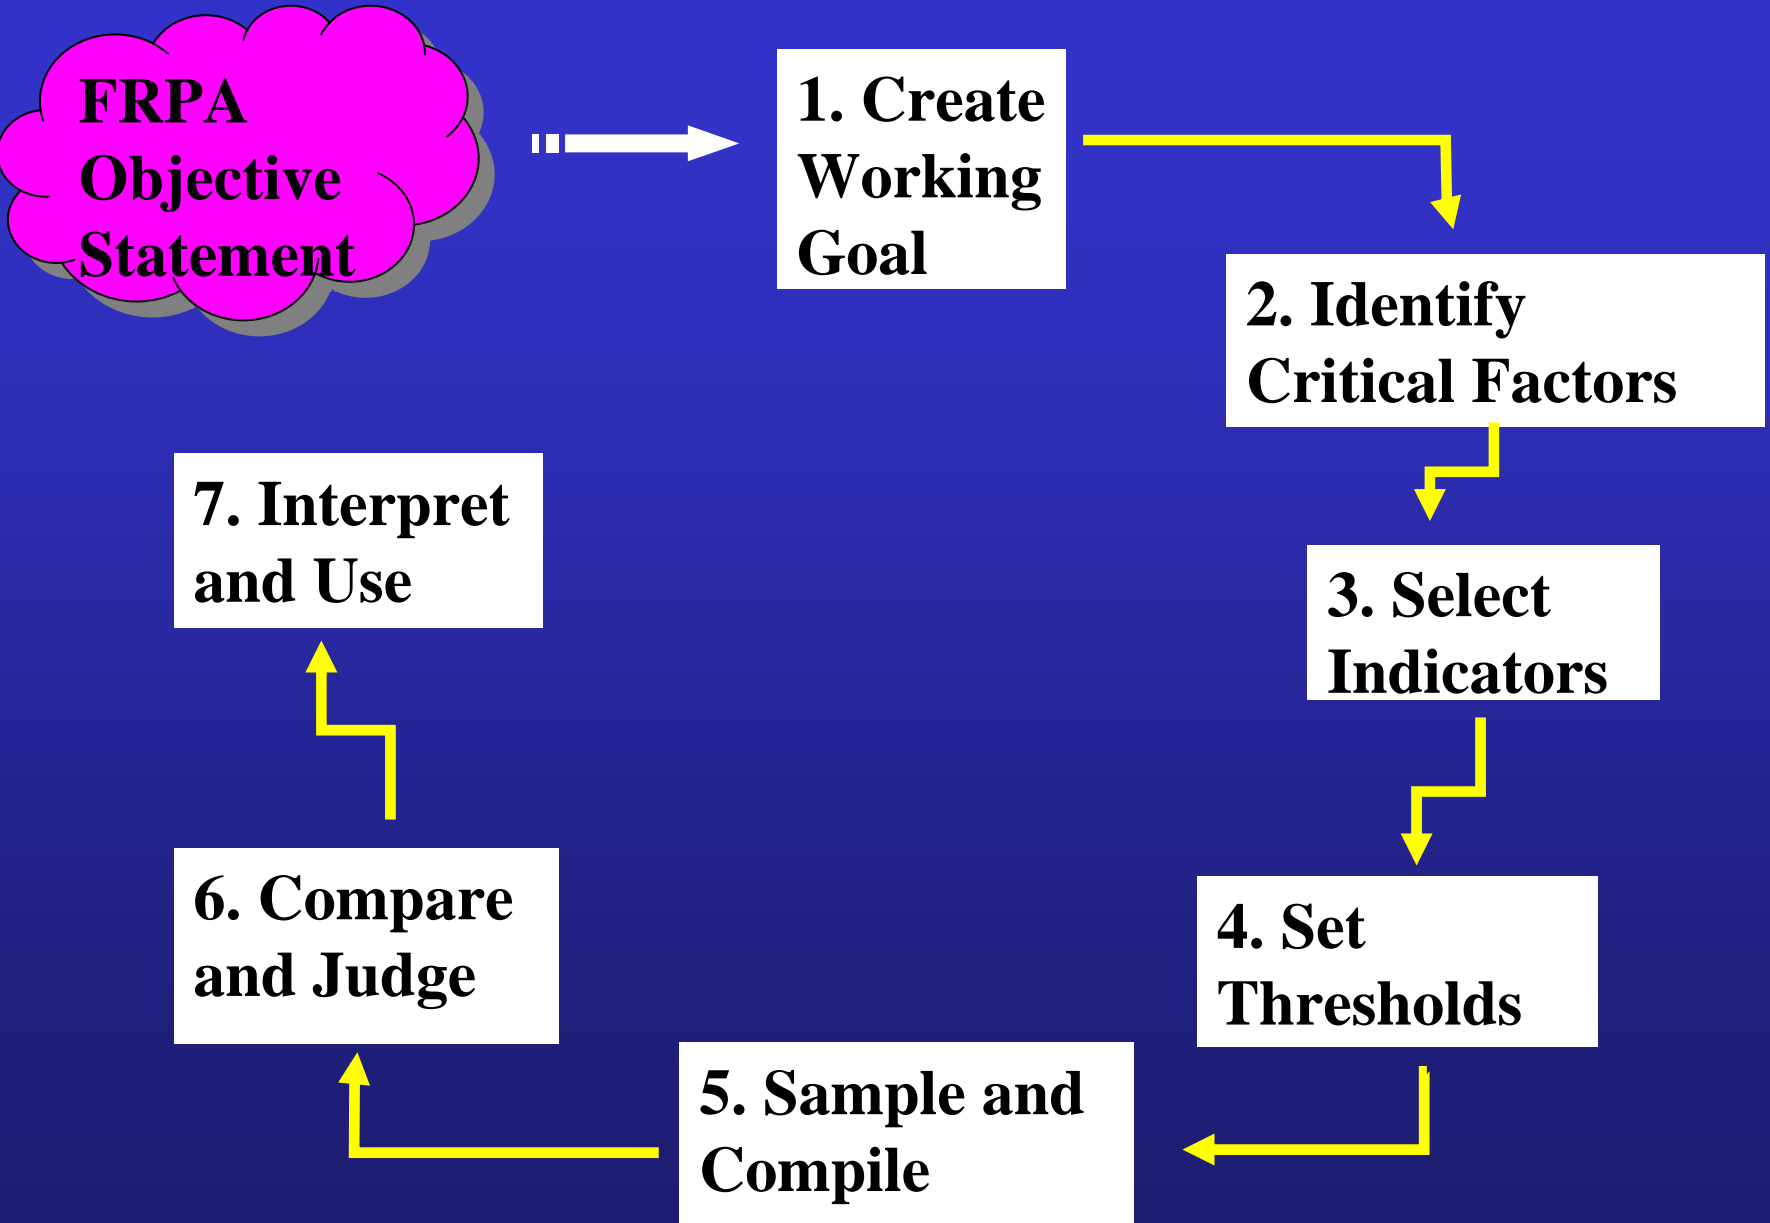 FRPA
Objective
Statement
1. Create
Working
Goal
2. Identify
Critical Factors
3. Select
Indicators
4. Set
Thresholds
5. Sample and
Compile
6. Compare
and Judge
7. Interpret
and Use